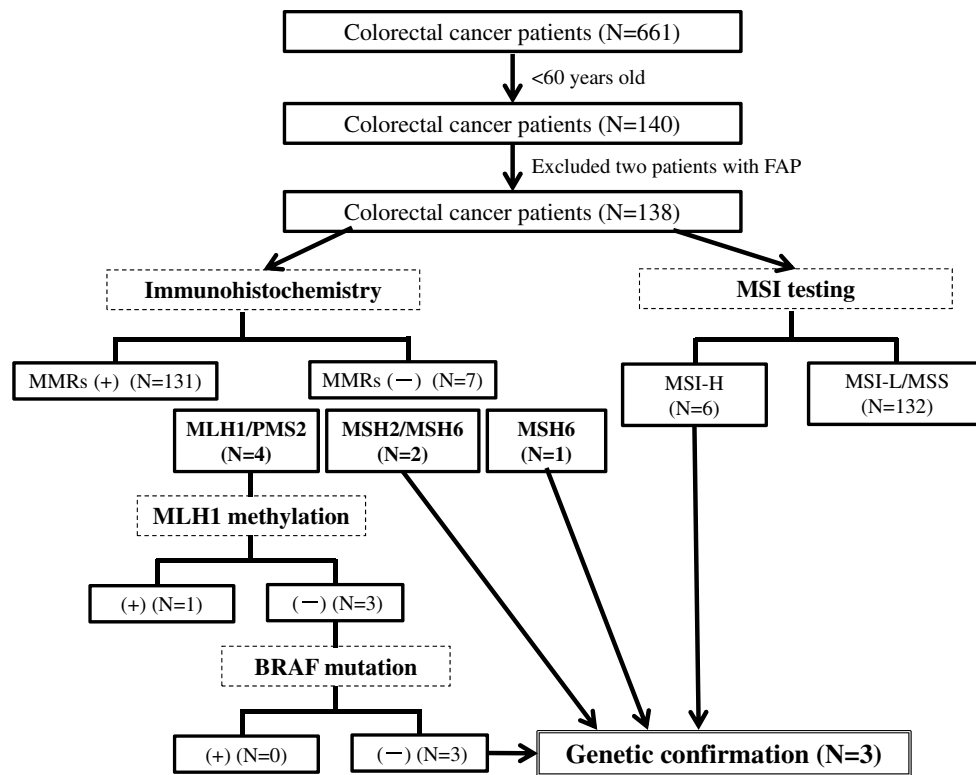 Colorectal cancer patients (N=661)
<60 years old
Colorectal cancer patients (N=140)
Excluded two patients with FAP
Colorectal cancer patients (N=138)
Immunohistochemistry
MSI testing
MMRs (+) (N=131)
MMRs (—) (N=7)
MSI-H
(N=6)
MSI-L/MSS
(N=132)
MLH1/PMS2
(N=4)
MSH2/MSH6
(N=2)
MSH6
(N=1)
MLH1 methylation
(+) (N=1)
(—) (N=3)
BRAF mutation
(+) (N=0)
(—) (N=3)
Genetic confirmation (N=3)